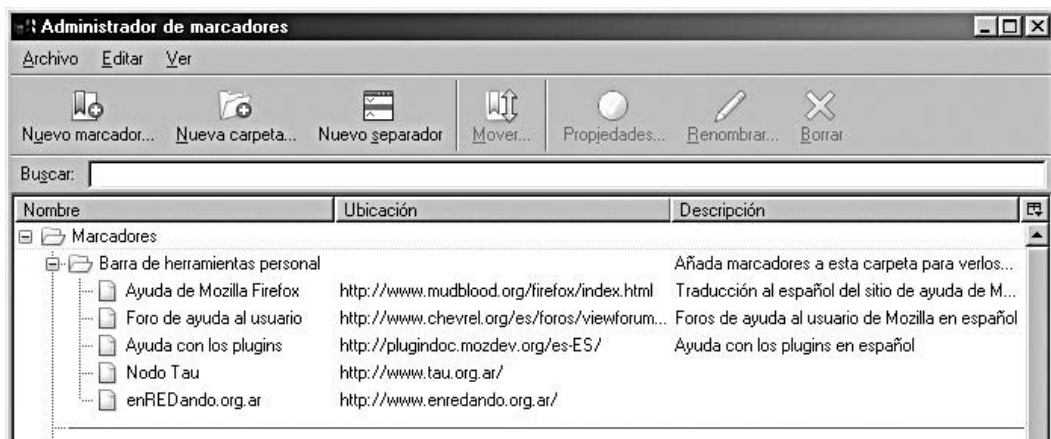 Administrador de marcadores
Archivo Editar Ver
Nuevo marcador... Nueva carpeta... Nuevo separador Mover... Propiedades... Renombrar... Borrar
Buscar:
Nombre Ubicación Descripción
Marcadores
Barra de herramientas personal Añada marcadores a esta carpeta para verlos...
Ayuda de Mozilla Firefox http://www.mudblood.org/firefox/index.html Traducción al español del sitio de ayuda de M...
Foro de ayuda al usuario http://www.chevrel.org/es/foros/viewforum... Foros de ayuda al usuario de Mozilla en español
Ayuda con los plugins http://plugindoc.mozdev.org/es-ES/ Ayuda con los plugins en español
Nodo Tau http://www.tau.org.ar/
enREDando.org.ar http://www.enredando.org.ar/